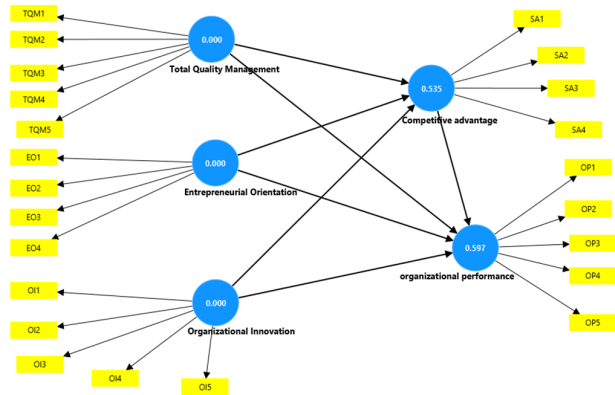 TQM1
TQM2
TQM3
TQM4
TQM5
0.000
Total Quality Management
EO1
EO2
EO3
EO4
0.000
Entrepreneurial Orientation
OI1
OI2
OI3
OI4
OI5
0.000
Organizational Innovation
SA1
SA2
SA3
SA4
0.535
Competitive advantage
OP1
OP2
OP3
OP4
OP5
0.597
organizational performance